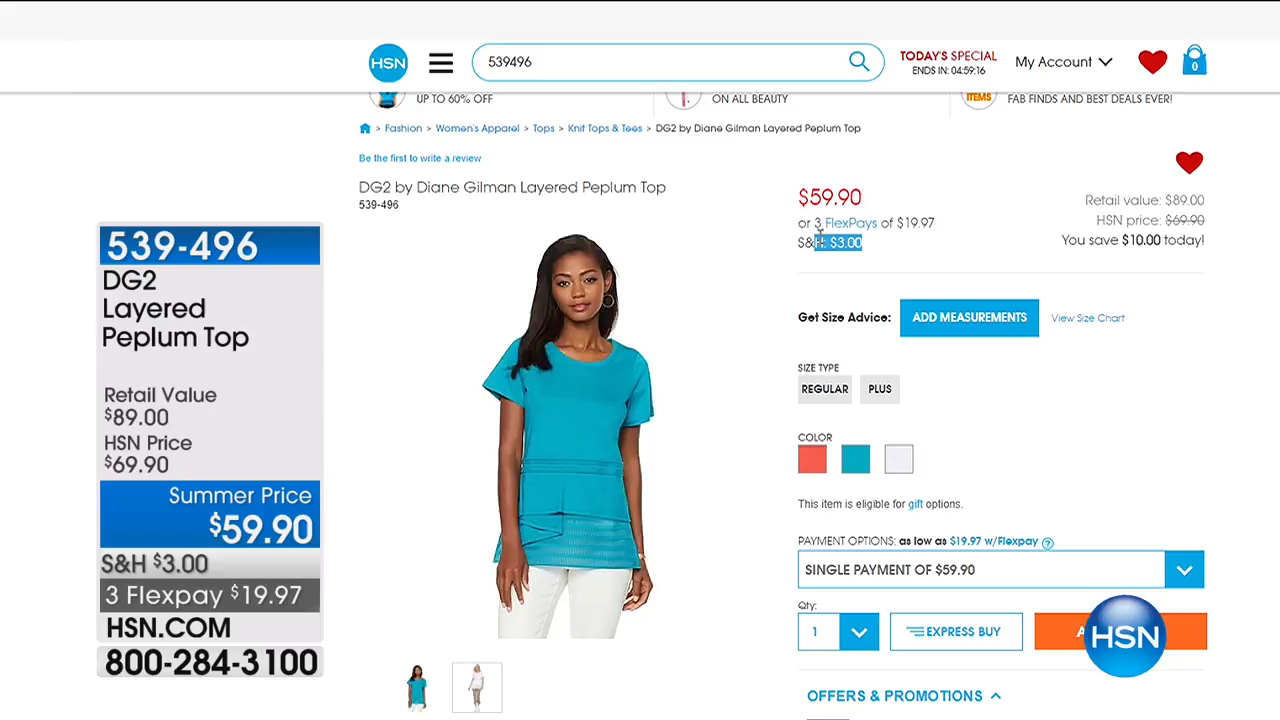 HSN
539496
TODAY'S SPECIAL
ENDS IN: 04:59:16
My Account
0
UP TO 60% OFF
ON ALL BEAUTY
ITEMS
FAB FINDS AND BEST DEALS EVER!
> Fashion > Women's Apparel > Tops > Knit Tops & Tees > DG2 by Diane Gilman Layered Peplum Top
Be the first to write a review
DG2 by Diane Gilman Layered Peplum Top
539-496
$59.90
or 3 FlexPays of $19.97
S&H: $3.00
Retail value: $89.00
HSN price: $69.90
You save $10.00 today!
Get Size Advice:
ADD MEASUREMENTS
View Size Chart
SIZE TYPE
REGULAR
PLUS
COLOR
This item is eligible for gift options.
PAYMENT OPTIONS: as low as $19.97 w/Flexpay ?
SINGLE PAYMENT OF $59.90
Qty:
1
EXPRESS BUY
HSN
OFFERS & PROMOTIONS
539-496
DG2
Layered
Peplum Top
Retail Value
$89.00
HSN Price
$69.90
Summer Price
$59.90
S&H $3.00
3 Flexpay $19.97
HSN.COM
800-284-3100